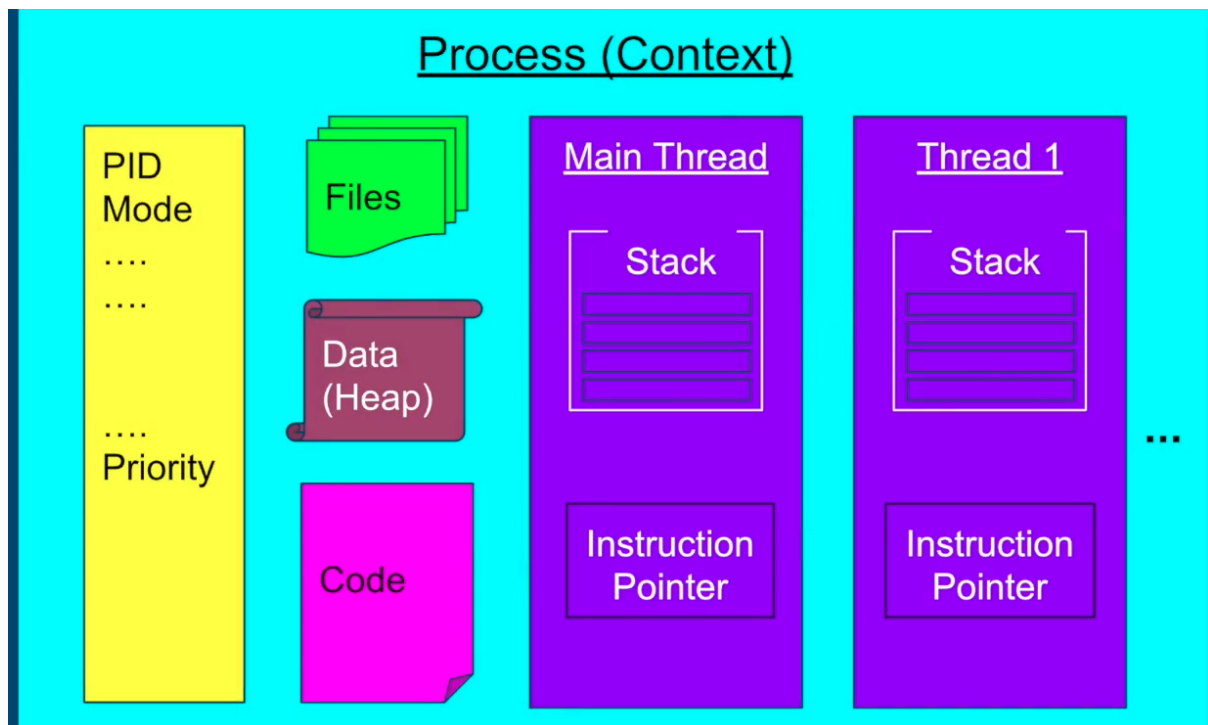 Process (Context)
PID
Mode
....
....
....
Priority
Files
Data
(Heap)
Code
Main Thread
Stack
Instruction
Pointer
Thread 1
Stack
Instruction
Pointer
...